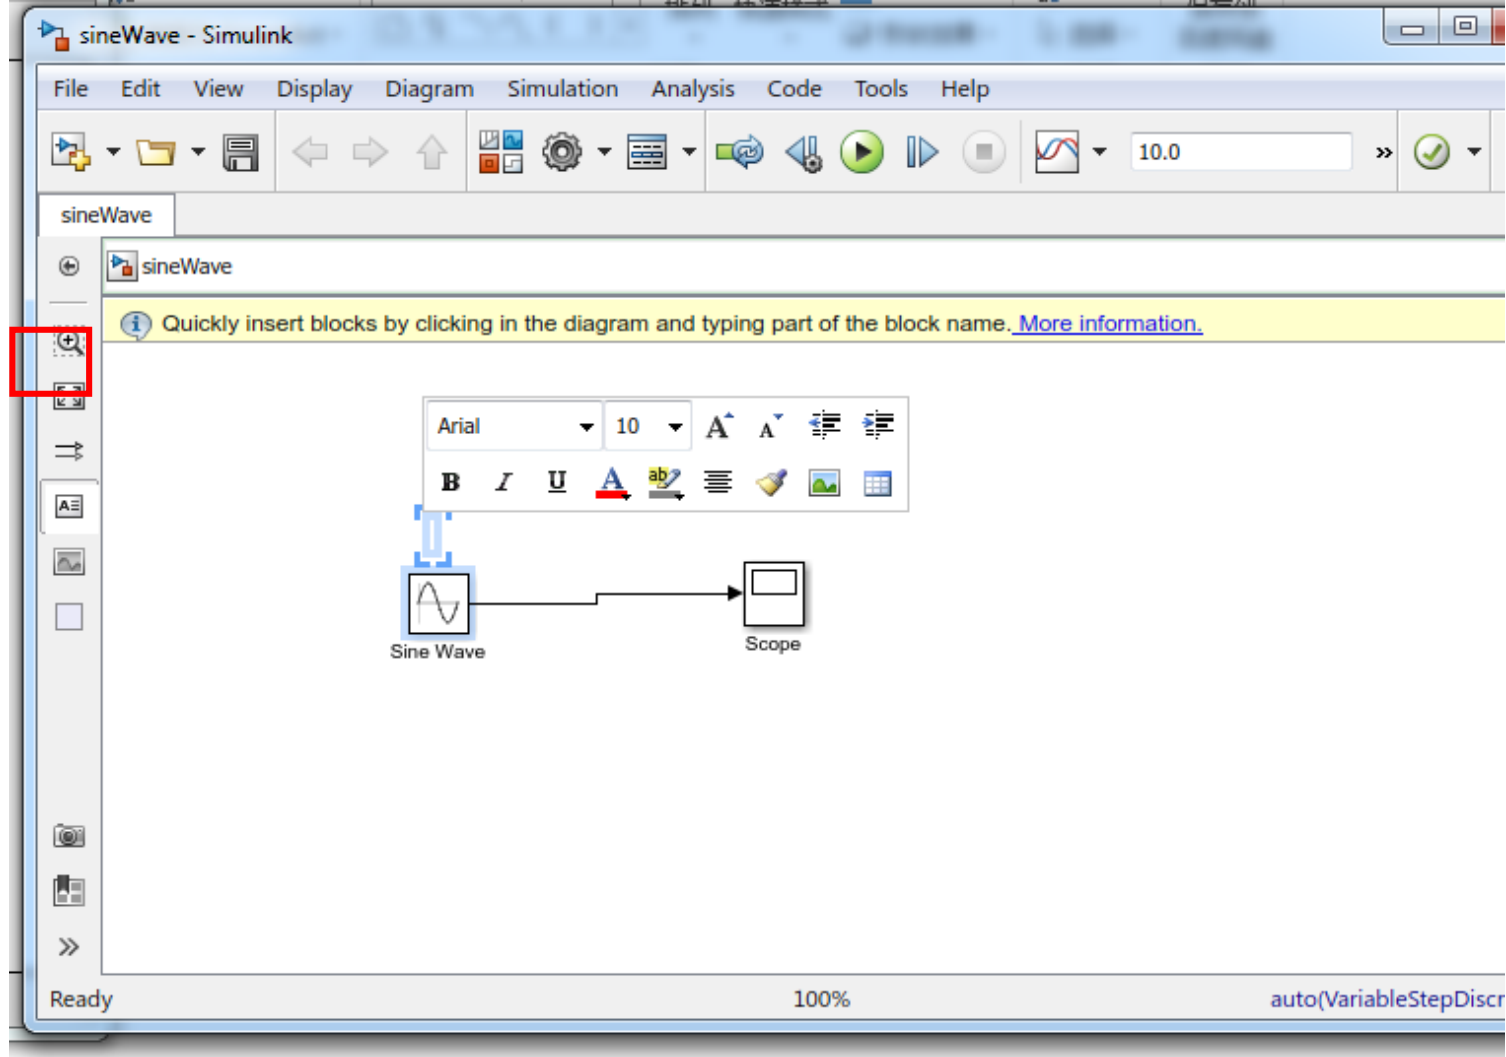 sineWave - Simulink
File Edit View Display Diagram Simulation Analysis Code Tools Help
10.0
sineWave
sineWave
Quickly insert blocks by clicking in the diagram and typing part of the block name. More information.
Arial 10 A A
B I U A ab
Sine Wave
Scope
Ready 100% auto(VariableStepDiscr